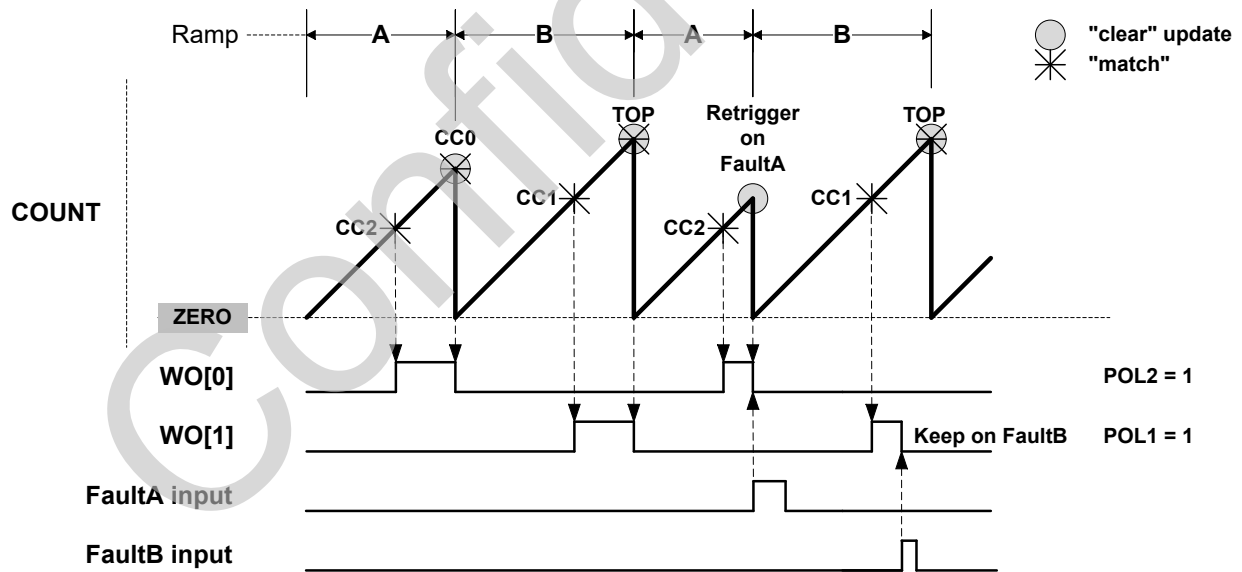 Ramp A B A B
"clear" update
"match"
TOP Retrigger TOP
on
FaultA
CC0
CC1 CC1
COUNT
CC2 CC2
ZERO
WO[0] POL2 = 1
WO[1] Keep on FaultB POL1 = 1
FaultA input
FaultB input
Confid